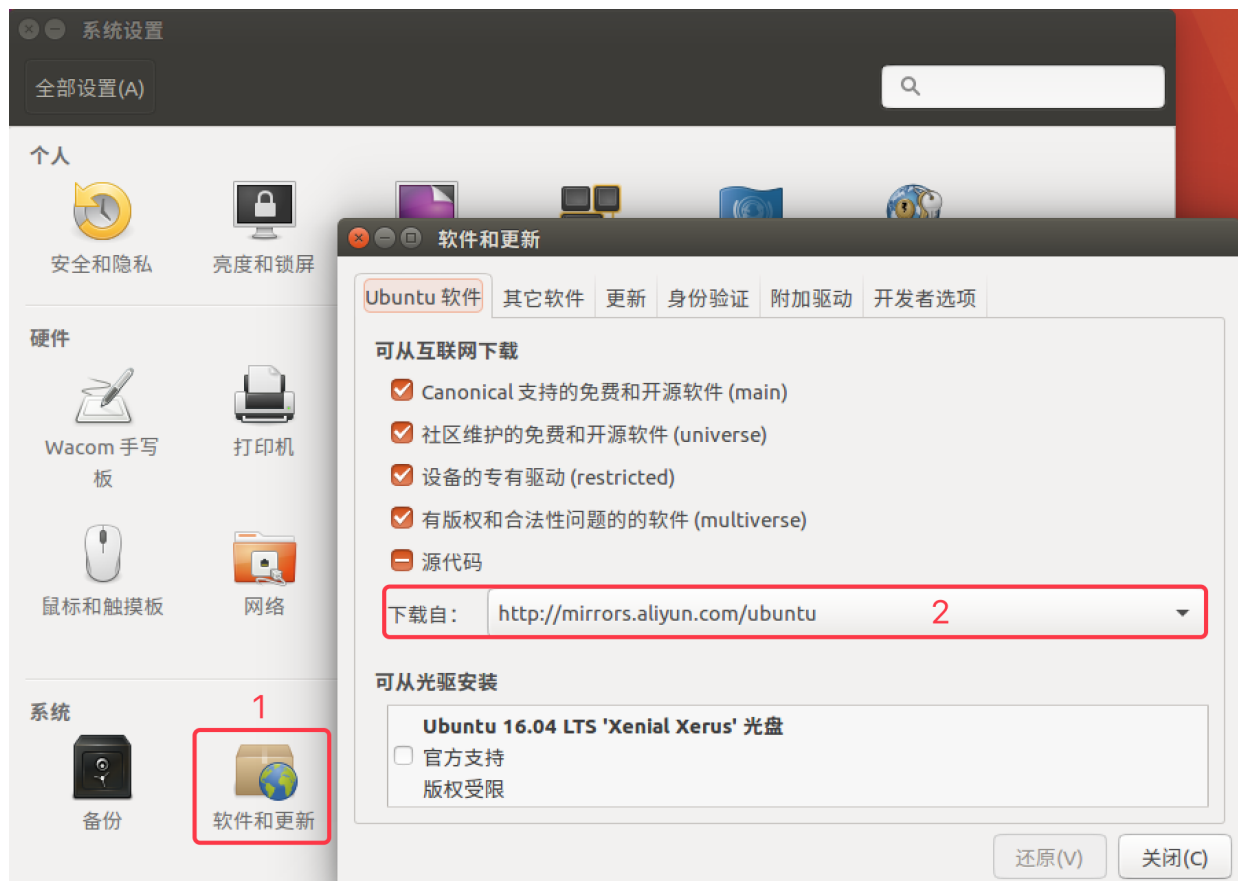 系统设置
全部设置(A)
个人
安全和隐私
亮度和锁屏
硬件
Wacom 手写
板
打印机
鼠标和触摸板
网络
系统
1
备份
软件和更新
软件和更新
Ubuntu 软件
其它软件
更新
身份验证
附加驱动
开发者选项
可从互联网下载
Canonical 支持的免费和开源软件 (main)
社区维护的免费和开源软件 (universe)
设备的专有驱动 (restricted)
有版权和合法性问题的的软件 (multiverse)
源代码
下载自： http://mirrors.aliyun.com/ubuntu 2
可从光驱安装
Ubuntu 16.04 LTS 'Xenial Xerus' 光盘
官方支持
版权受限
还原(V)
关闭(C)